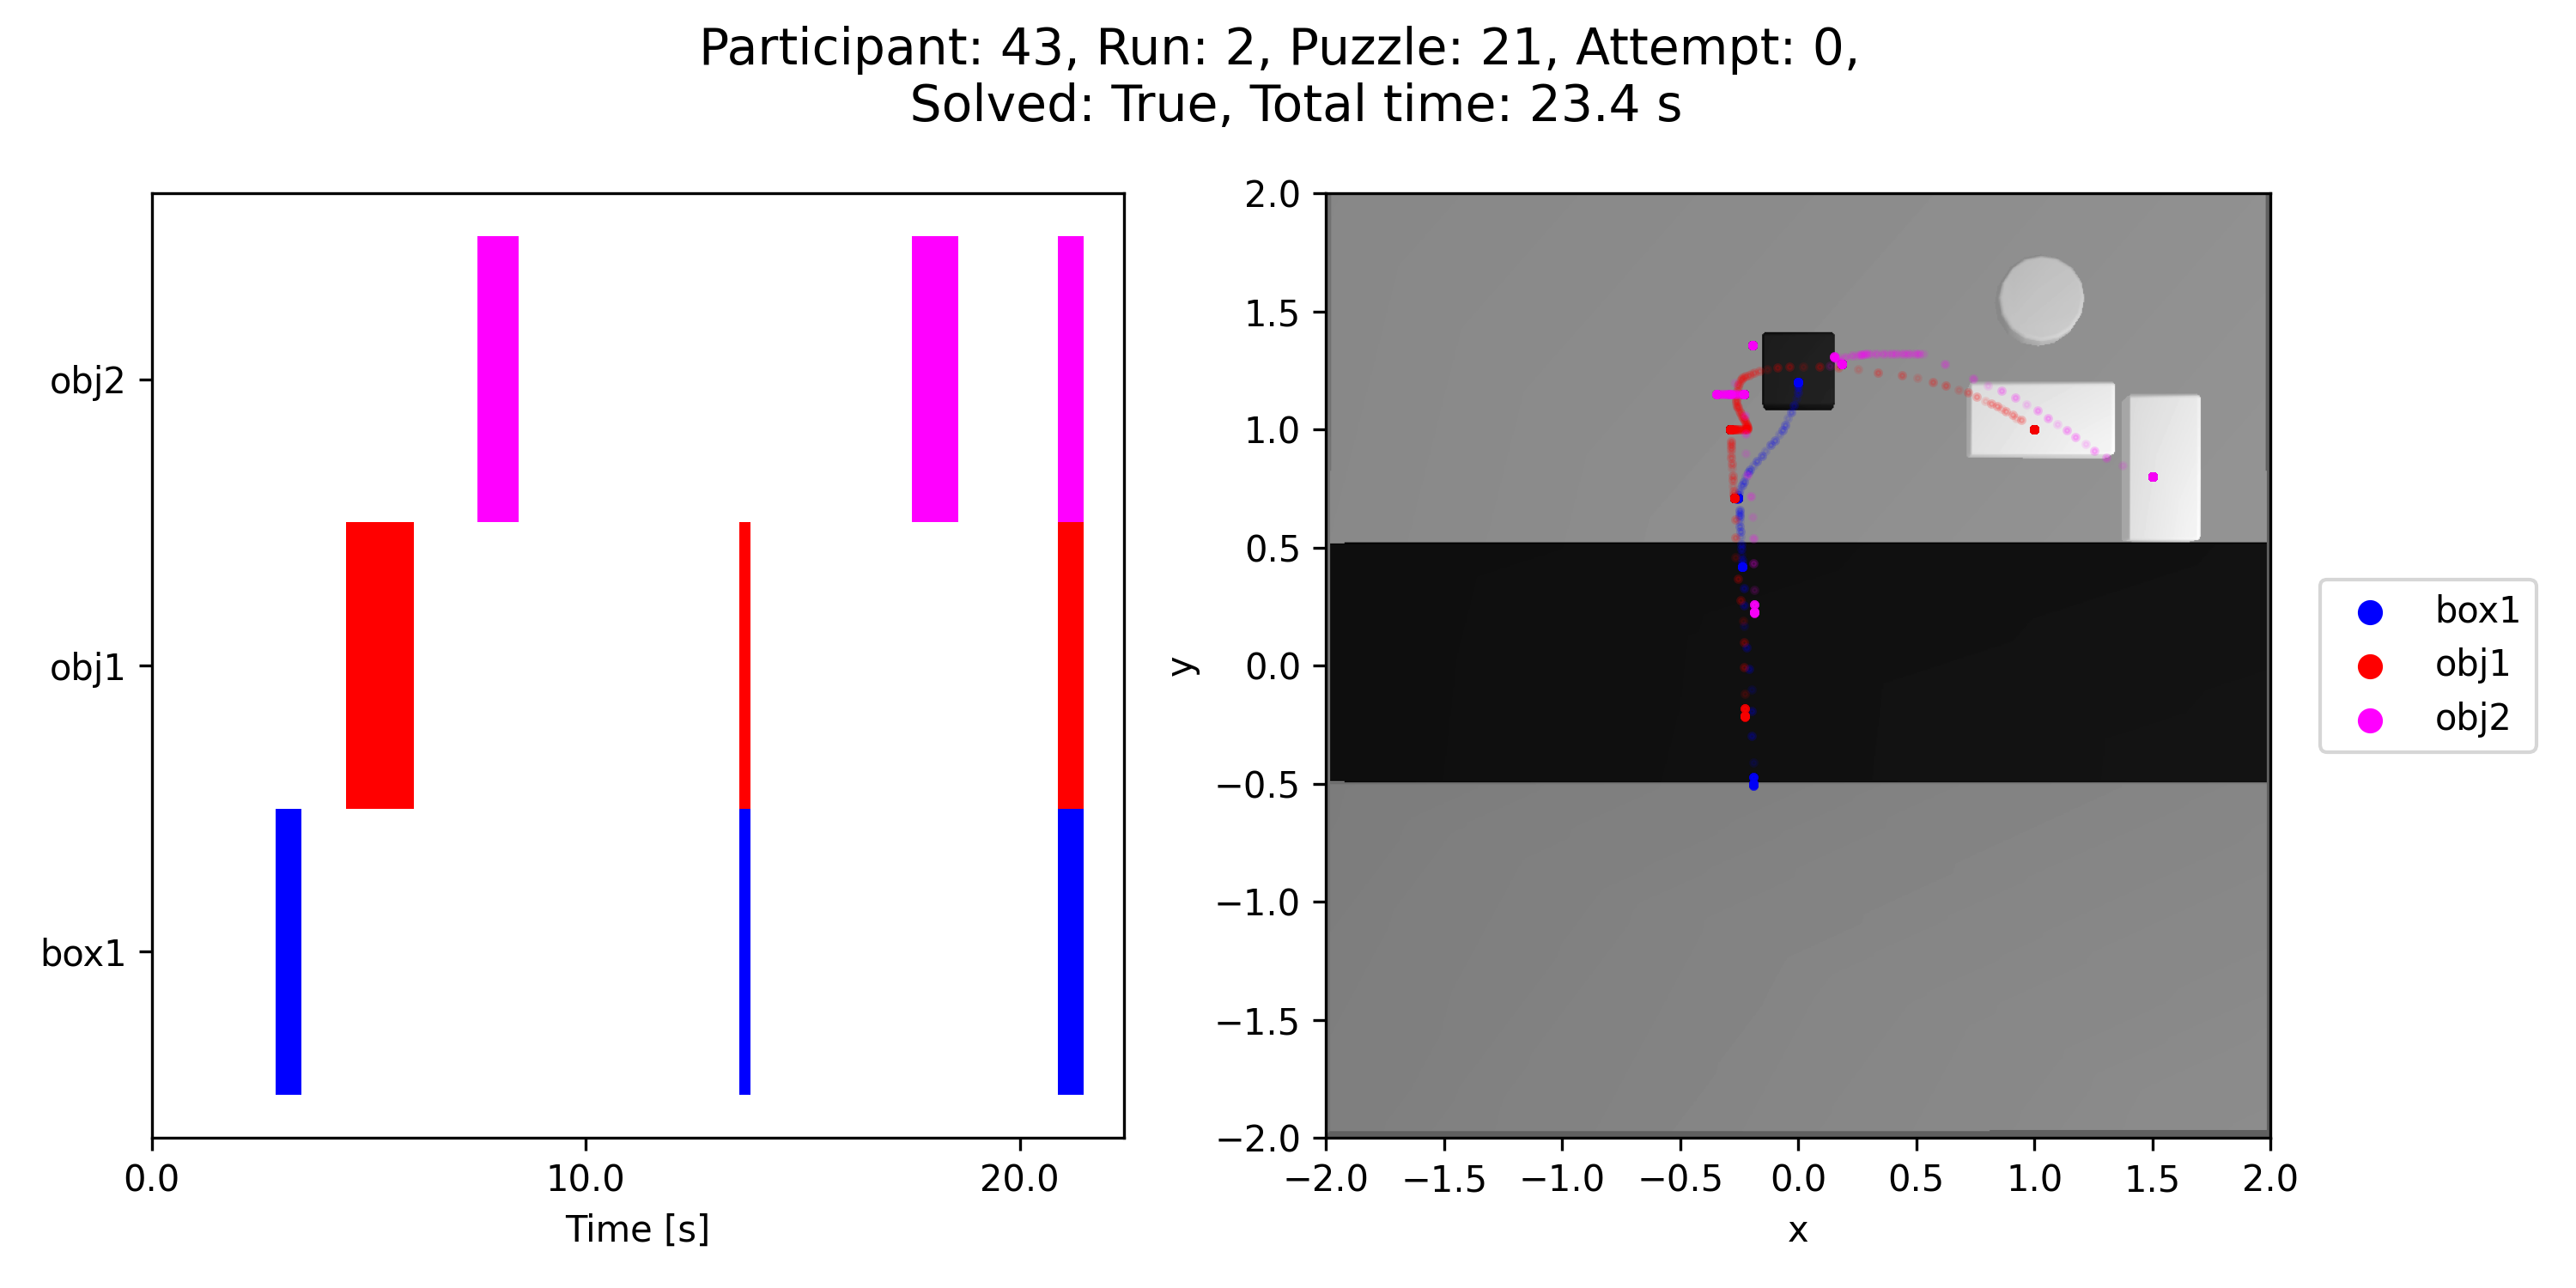 Participant: 43, Run: 2, Puzzle: 21, Attempt: 0,
Solved: True, Total time: 23.4 s
obj2
obj1
box1
0.0 10.0 20.0
Time [s]
2.0
1.5
1.0
0.5
0.0
−0.5
−1.0
−1.5
−2.0
y
−2.0 −1.5 −1.0 −0.5 0.0 0.5 1.0 1.5 2.0
x
box1
obj1
obj2